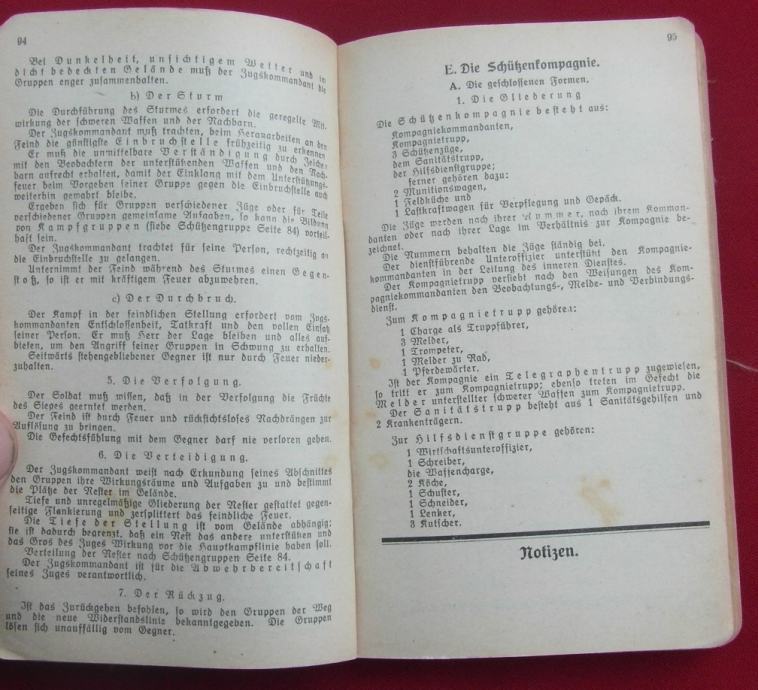 94
Bei Dunkelheit, unsichtigem Wetter und in
dicht bedecktem Gelände muß der Zugskommandant die
Gruppen enger zusammenhalten.
b) Der Sturm
Die Durchführung des Sturmes erfordert die geregelte Mit-
wirkung der schweren Waffen und der Nachbarn.
Der Zugskommandant muß trachten, beim Heranarbeiten an den
Feind die günstigste Einbruchstelle frühzeitig zu erkennen
Er muß die unmittelbare Verständigung durch Zeichen
mit den Beobachtern der unterstützenden Waffen und den Nach-
barn aufrecht erhalten, damit der Einklang mit dem Unterstützungs-
feuer beim Vorgehen seiner Gruppe gegen die Einbruchstelle auch
weiterhin gewahrt bleibe.
Ergeben sich für Gruppen verschiedener Züge oder für Teile
verschiedener Gruppen gemeinsame Aufgaben, so kann die Bildung
von Kampfgruppen (siehe Schützengruppe Seite 84) vorteil-
haft sein.
Der Zugskommandant trachtet für seine Person, rechtzeitig an
die Einbruchstelle zu gelangen.
Unternimmt der Feind während des Sturmes einen Gegen-
stoß, so ist er mit kräftigem Feuer abzuwehren.
c) Der Durchbruch.
Der Kampf in der feindlichen Stellung erfordert vom Zugs-
kommandanten Entschlossenheit, Tatkraft und den vollen Einsatz
seiner Person. Er muß Herr der Lage bleiben und alles auf-
bieten, um den Angriff seiner Gruppen in Schwung zu erhalten.
Seitwärts stehengebliebener Gegner ist nur durch Feuer nieder-
zuhalten.
5. Die Verfolgung.
Der Soldat muß wissen, daß in der Verfolgung die Früchte
des Sieges geerntet werden.
Der Feind ist durch Feuer und rücksichtsloses Nachdrängen zur
Auflösung zu bringen.
Die Gefechtsfühlung mit dem Gegner darf nie verloren gehen.
6. Die Verteidigung.
Der Zugskommandant weist nach Erkundung seines Abschnittes
den Gruppen ihre Wirkungsräume und Aufgaben zu und bestimmt
die Plätze der Nester im Gelände.
Tiefe und unregelmäßige Gliederung der Nester gestattet gegen-
seitige Flankierung und zersplittert das feindliche Feuer.
Die Tiefe der Stellung ist vom Gelände abhängig:
sie ist dadurch begrenzt, daß ein Nest das andere unterstützen und
das Gros des Zuges Wirkung vor die Hauptkampflinie haben soll.
Verteilung der Nester nach Schützengruppen Seite 84.
Der Zugskommandant ist für die Abwehrbereitschaft
seines Zuges verantwortlich.
7. Der Rückzug.
Ist das Zurückgehen befohlen, so wird den Gruppen der Weg
und die neue Widerstandslinie bekanntgegeben. Die Gruppen
lösen sich unauffällig vom Gegner.
95
E. Die Schützenkompagnie.
A. Die geschlossenen Formen.
1. Die Gliederung
Die Schützenkompagnie besteht aus:
Kompagniekommandanten,
Kompagnietrupp,
3 Schützenzüge,
dem Sanitätstrupp,
der Hilfsdienstgruppe;
ferner gehören dazu:
2 Munitionswagen,
1 Feldküche und
1 Lastkraftwagen für Verpflegung und Gepäck.
Die Züge werden nach ihrer Nummer, nach ihrem Komman-
danten oder nach ihrer Lage im Verhältnis zur Kompagnie be-
zeichnet.
Die Nummern behalten die Züge ständig bei.
Der dienstführende Unteroffizier unterstützt den Kompagnie-
kommandanten in der Leitung des inneren Dienstes.
Der Kompagnietrupp versieht nach den Weisungen des Kom-
pagniekommandanten den Beobachtungs-, Melde- und Verbindungs-
dienst.
Zum Kompagnietrupp gehören:
1 Charge als Truppführer,
3 Melder,
1 Trompeter,
1 Melder zu Rad,
1 Pferdewärter.
Ist der Kompagnie ein Telegraphentrupp zugewiesen,
so tritt er zum Kompagnietrupp; ebenso treten im Gefecht die
Melder unterstellter schwerer Waffen zum Kompagnietrupp.
Der Sanitätstrupp besteht aus 1 Sanitätsgehilfen und
2 Krankenträgern.
Zur Hilfsdienstgruppe gehören:
1 Wirtschaftsunteroffizier,
1 Schreiber,
die Waffencharge,
2 Köche,
1 Schuster,
1 Schneider,
1 Lenker,
3 Kutscher.
Notizen.